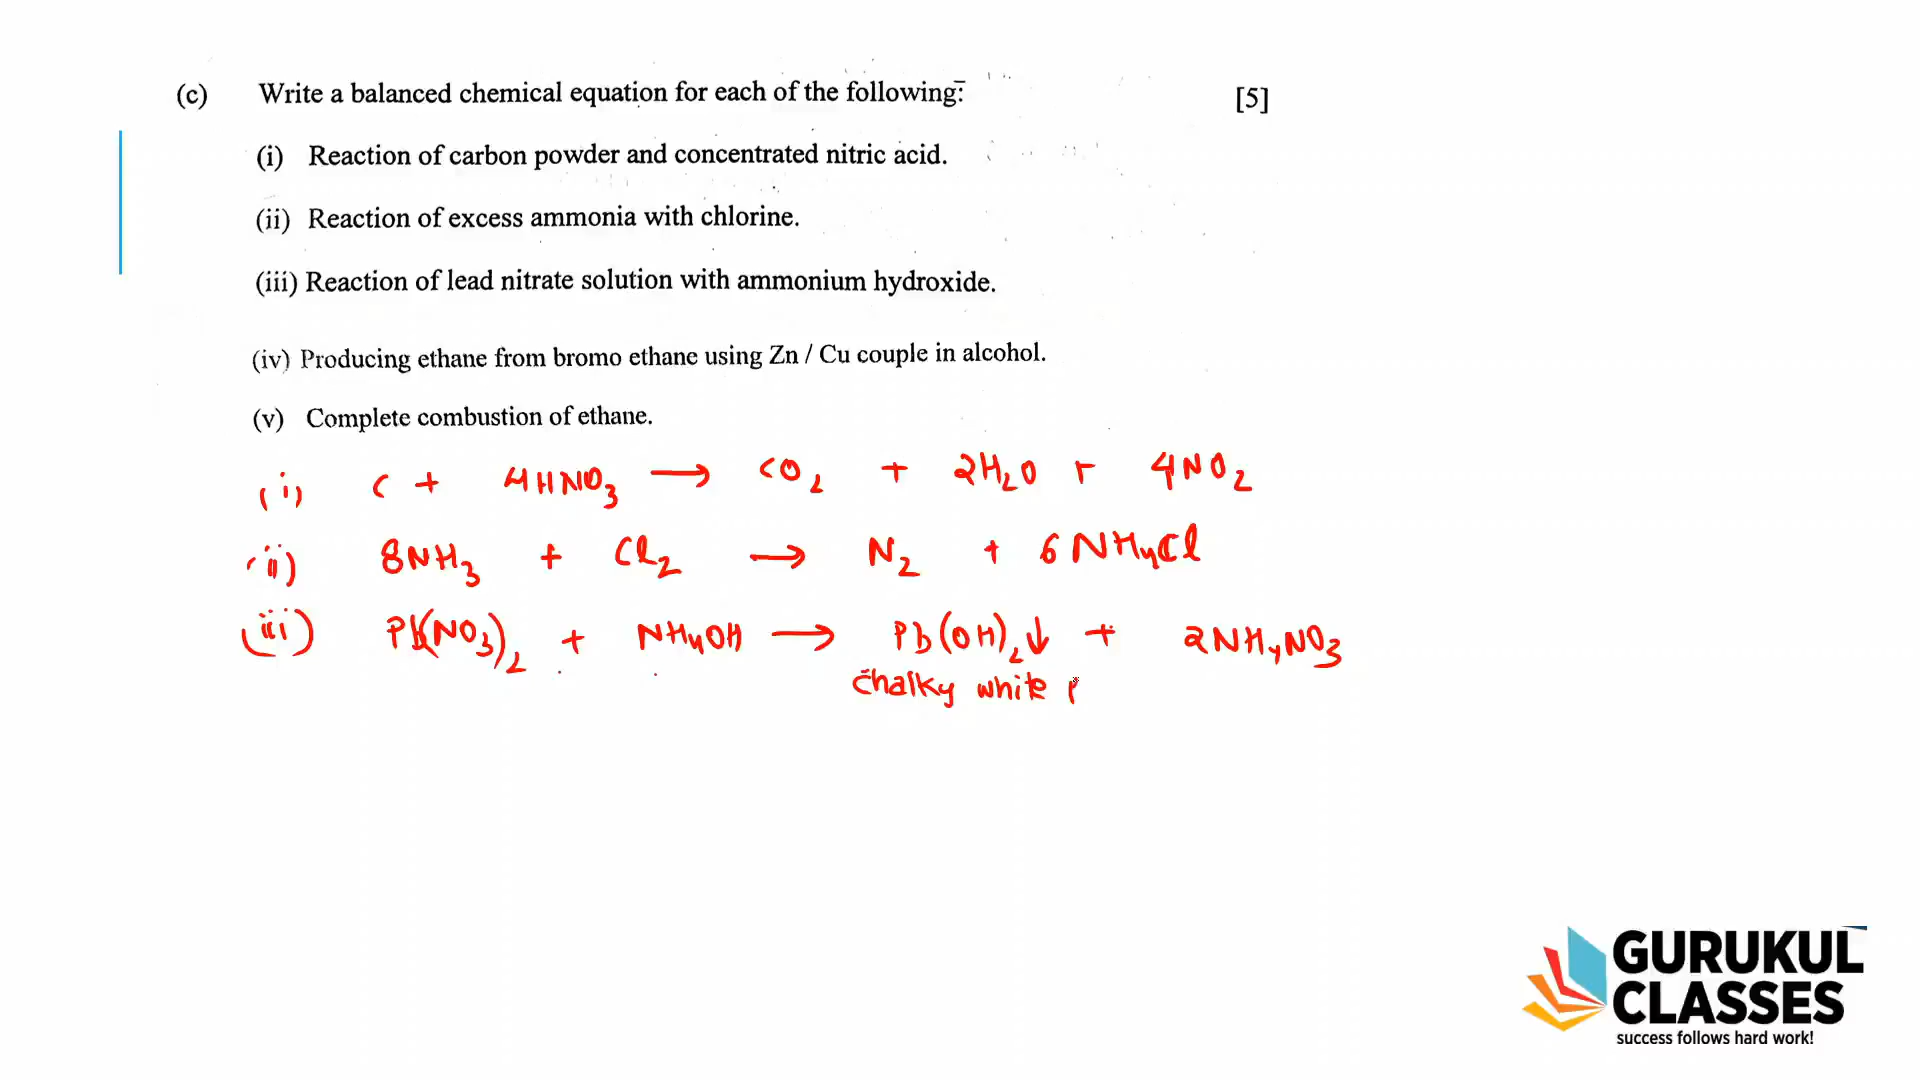 (c) Write a balanced chemical equation for each of the following: [5]
(i) Reaction of carbon powder and concentrated nitric acid.
(ii) Reaction of excess ammonia with chlorine.
(iii) Reaction of lead nitrate solution with ammonium hydroxide.
(iv) Producing ethane from bromo ethane using Zn / Cu couple in alcohol.
(v) Complete combustion of ethane.
(i) C + 4HNO₃ → CO₂ + 2H₂O + 4NO₂
(ii) 8NH₃ + Cl₂ → N₂ + 6NH₄Cl
(iii) Pb(NO₃)₂ + NH₄OH → Pb(OH)₂↓ + 2NH₄NO₃
chalky white p
GURUKUL
CLASSES
success follows hard work!